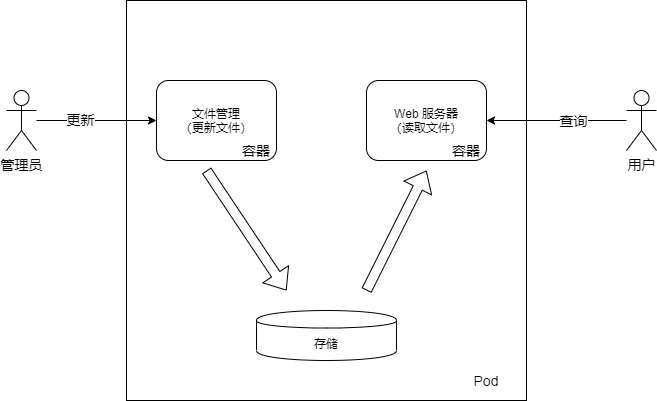 文件管理
（更新文件）
容器
Web 服务器
（读取文件）
容器
更新
查询
管理员
用户
存储
Pod